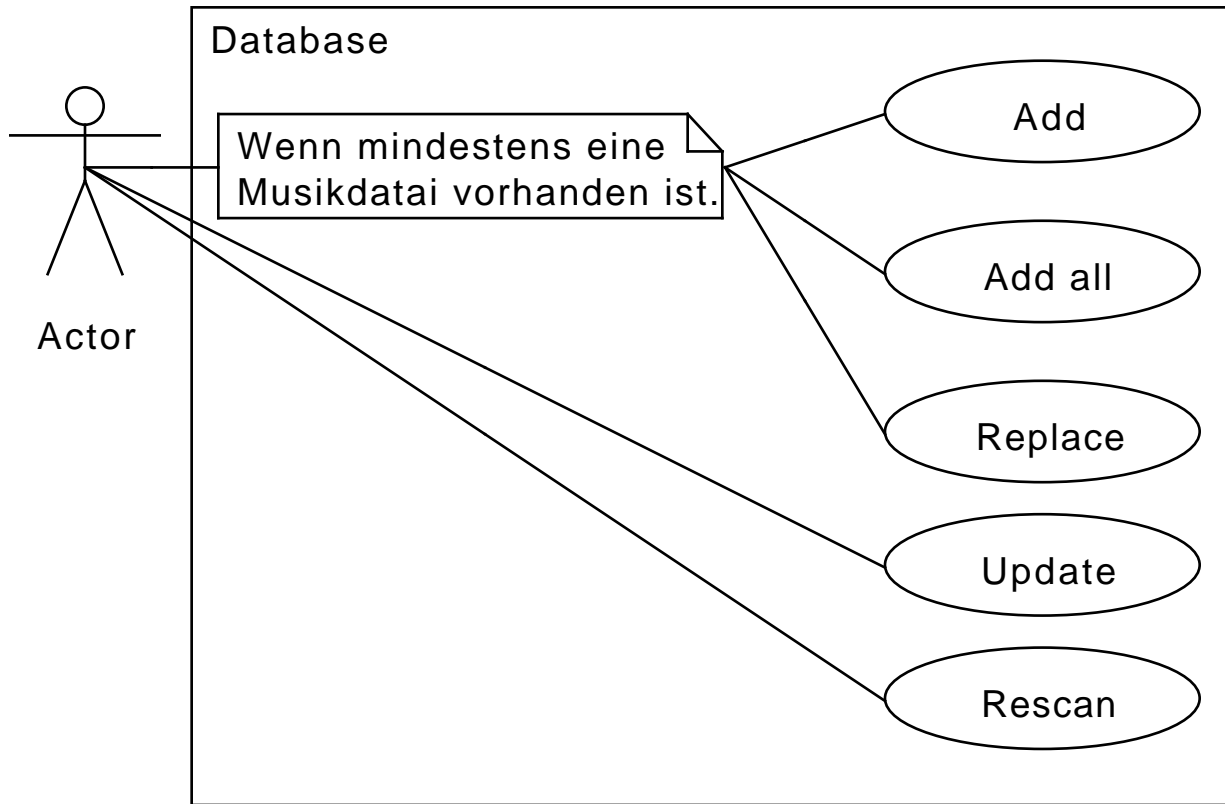 Database
Wenn mindestens eine
Musikdatai vorhanden ist.
Actor
Add
Add all
Replace
Update
Rescan